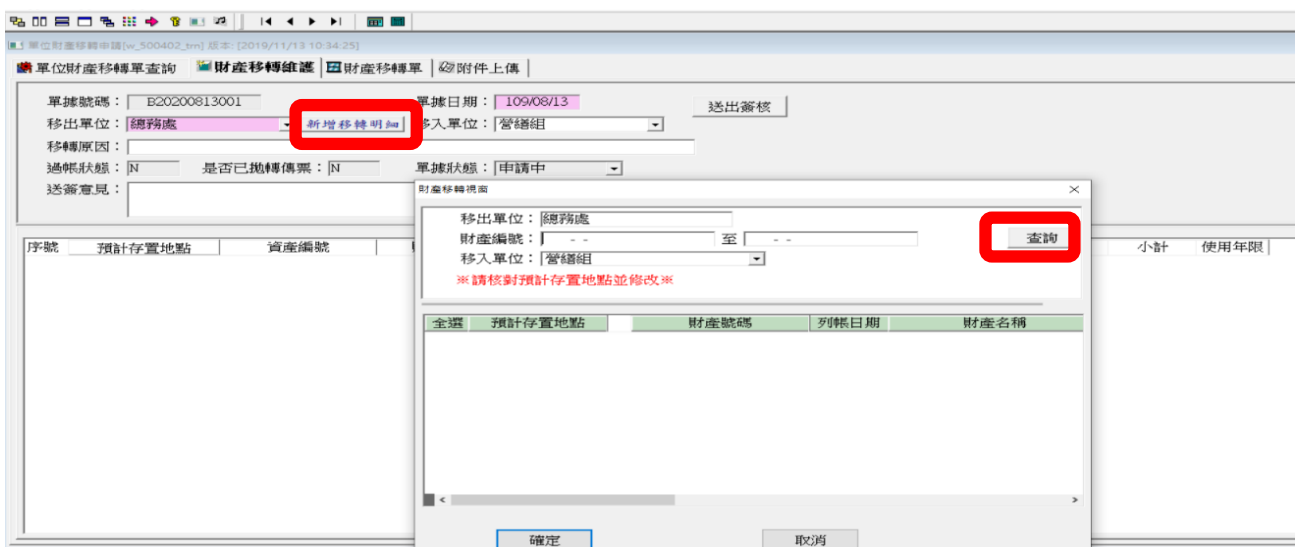 單位財產移轉申請[w_500402_trn] 版本: [2019/11/13 10:34:25]
單位財產移轉單查詢 財產移轉維護 財產移轉單 附件上傳
單據號碼： B20200813001 單據日期： 109/08/13 送出簽核
移出單位： 總務處 新增移轉明細 移入單位： 營繕組
移轉原因：
過帳狀態： N 是否已拋轉傳票： N 單據狀態： 申請中
送簽意見：
財產移轉視窗
移出單位： 總務處
財產編號： - - 至 - - 查詢
移入單位： 營繕組
※請核對預計存置地點並修改※
序號 預計存置地點 資產編號 小計 使用年限
全選 預計存置地點 財產號碼 列帳日期 財產名稱
確定 取消